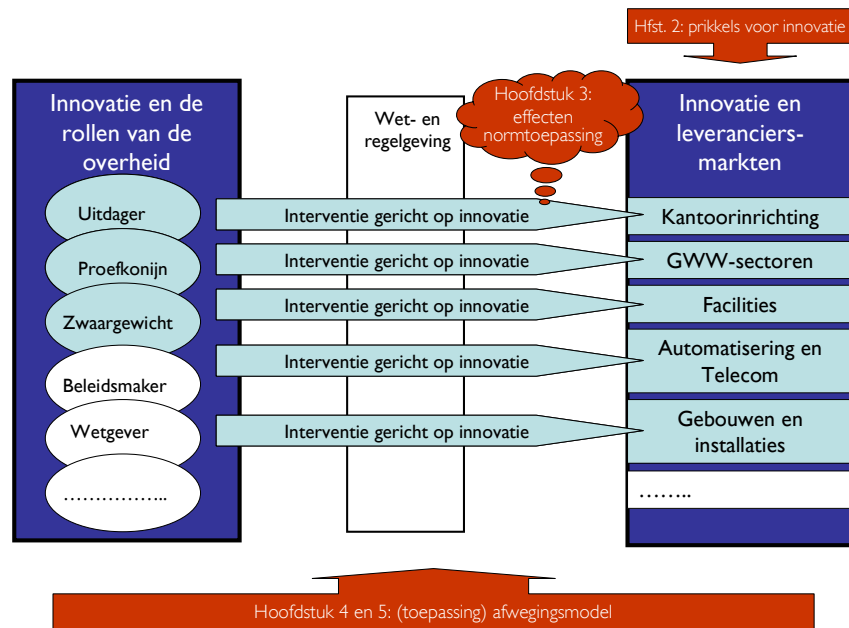 Hfst. 2: prikkels voor innovatie
Innovatie en de
rollen van de
overheid
Uitdager
Proefkonijn
Zwaargewicht
Beleidsmaker
Wetgever
……………..
Wet- en
regelgeving
Hoofdstuk 3:
effecten
normtoepassing
Interventie gericht op innovatie
Interventie gericht op innovatie
Interventie gericht op innovatie
Interventie gericht op innovatie
Interventie gericht op innovatie
Innovatie en
leveranciers-
markten
Kantoorinrichting
GWW-sectoren
Facilities
Automatisering en
Telecom
Gebouwen en
installaties
……..
Hoofdstuk 4 en 5: (toepassing) afwegingsmodel